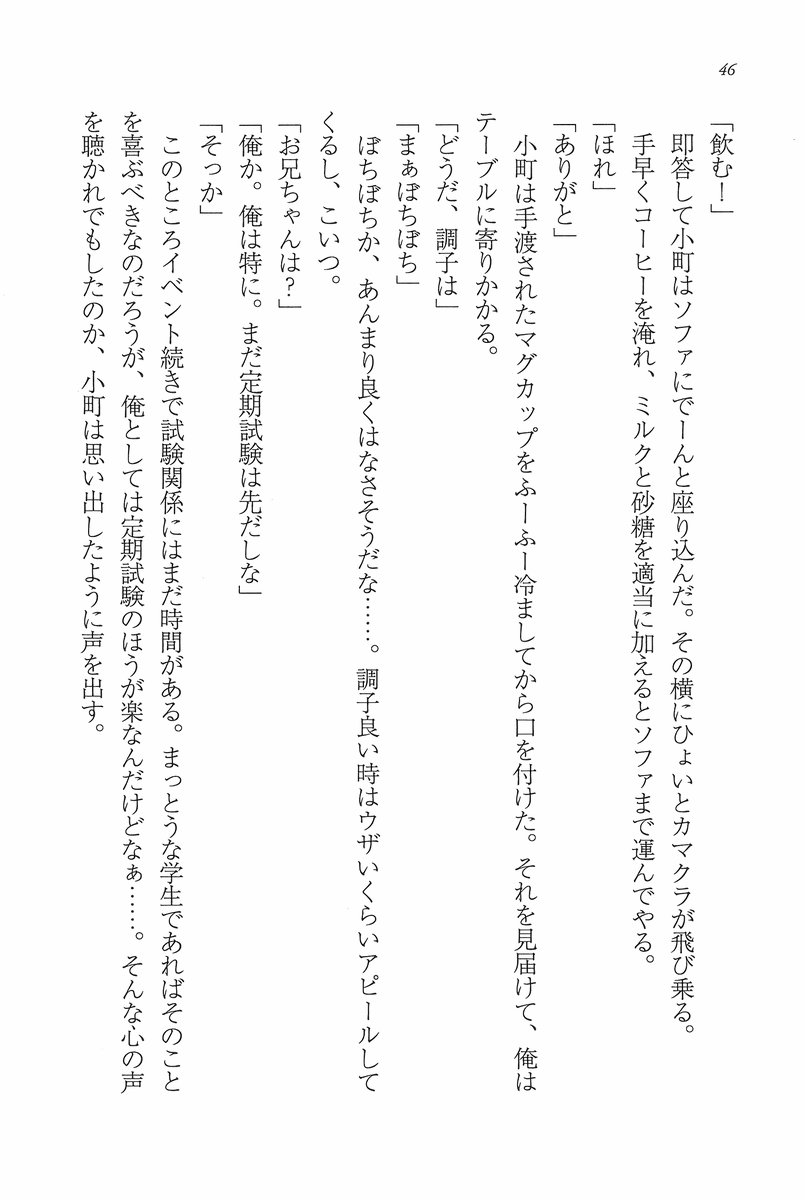 46
「飲む！」
即答して小町はソファにでーんと座り込んだ。その横にひょいとカマクラが飛び乗る。
手早くコーヒーを淹れ、ミルクと砂糖を適当に加えるとソファまで運んでやる。
「ほれ」
「ありがと」
小町は手渡されたマグカップをふーふー冷ましてから口を付けた。それを見届けて、俺は
テーブルに寄りかかる。
「どうだ、調子は」
「まぁぼちぼち」
ぼちぼちか、あんまり良くはなさそうだな……。調子良い時はウザいくらいアピールして
くるし、こいつ。
「お兄ちゃんは？」
「俺か。俺は特に。まだ定期試験は先だしな」
「そっか」
このところイベント続きで試験関係にはまだ時間がある。まっとうな学生であればそのこと
を喜ぶべきなのだろうが、俺としては定期試験のほうが楽なんだけどなぁ……。そんな心の声
を聴かれでもしたのか、小町は思い出したように声を出す。